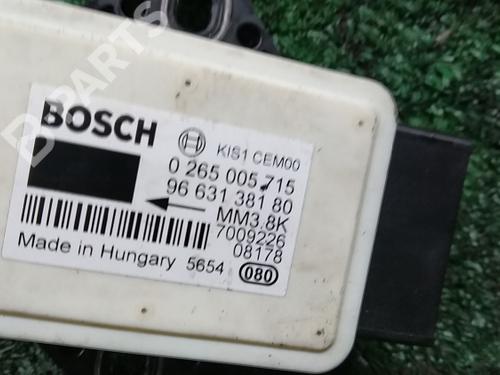 B-PARTS
BOSCH
KIS1 CEM00
0 265 005 715
96 631 381 80
MM3.8K
7009226
08178
Made in Hungary 5654
080